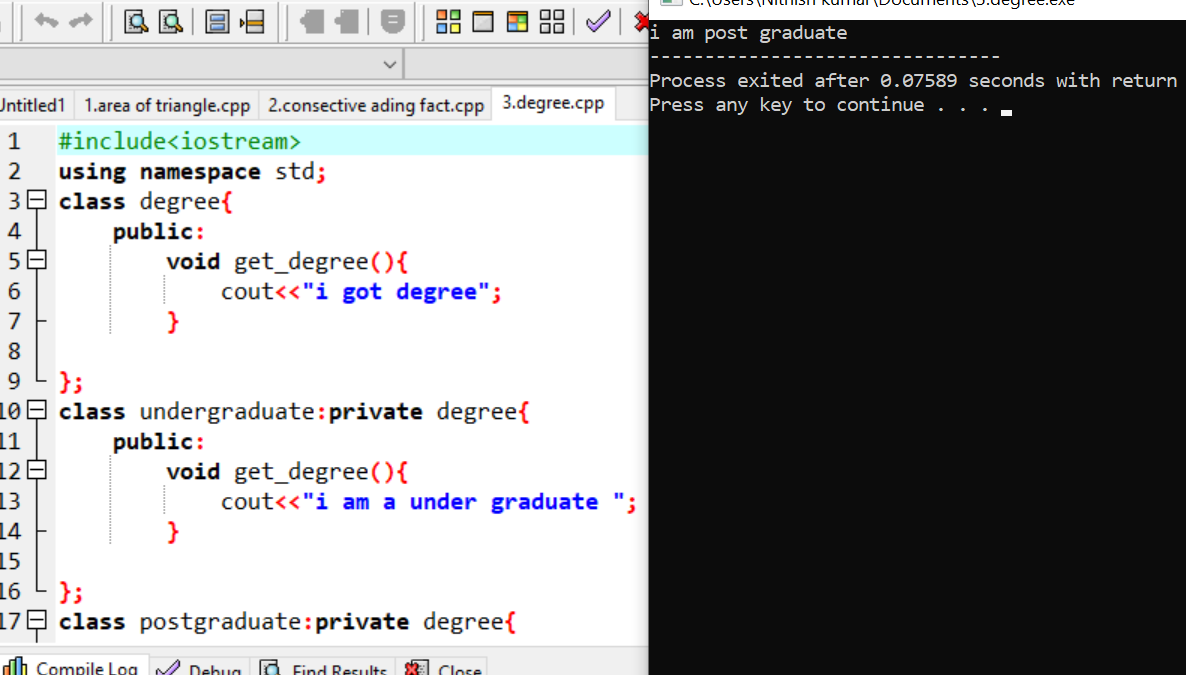 C:\Users\Nithish Kumar\Documents\3.degree.exe
i am post graduate
--------------------------------
Process exited after 0.07589 seconds with return
Press any key to continue . . .
Untitled1 1.area of triangle.cpp 2.consective ading fact.cpp 3.degree.cpp
1 #include<iostream>
2 using namespace std;
3 class degree{
4 public:
5 void get_degree(){
6 cout<<"i got degree";
7 }
8
9 };
10 class undergraduate:private degree{
11 public:
12 void get_degree(){
13 cout<<"i am a under graduate ";
14 }
15
16 };
17 class postgraduate:private degree{
Compile Log Debug Find Results Close